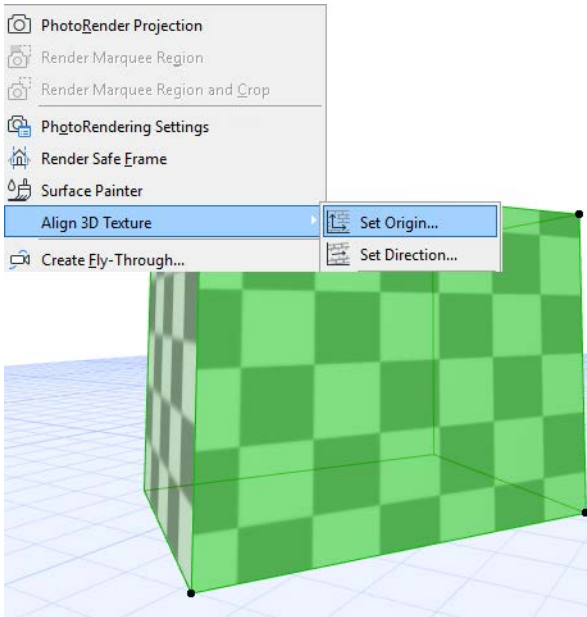 PhotoRender Projection
Render Marquee Region
Render Marquee Region and Crop
PhotoRendering Settings
Render Safe Frame
Surface Painter
Align 3D Texture
Set Origin...
Create Fly-Through...
Set Direction...